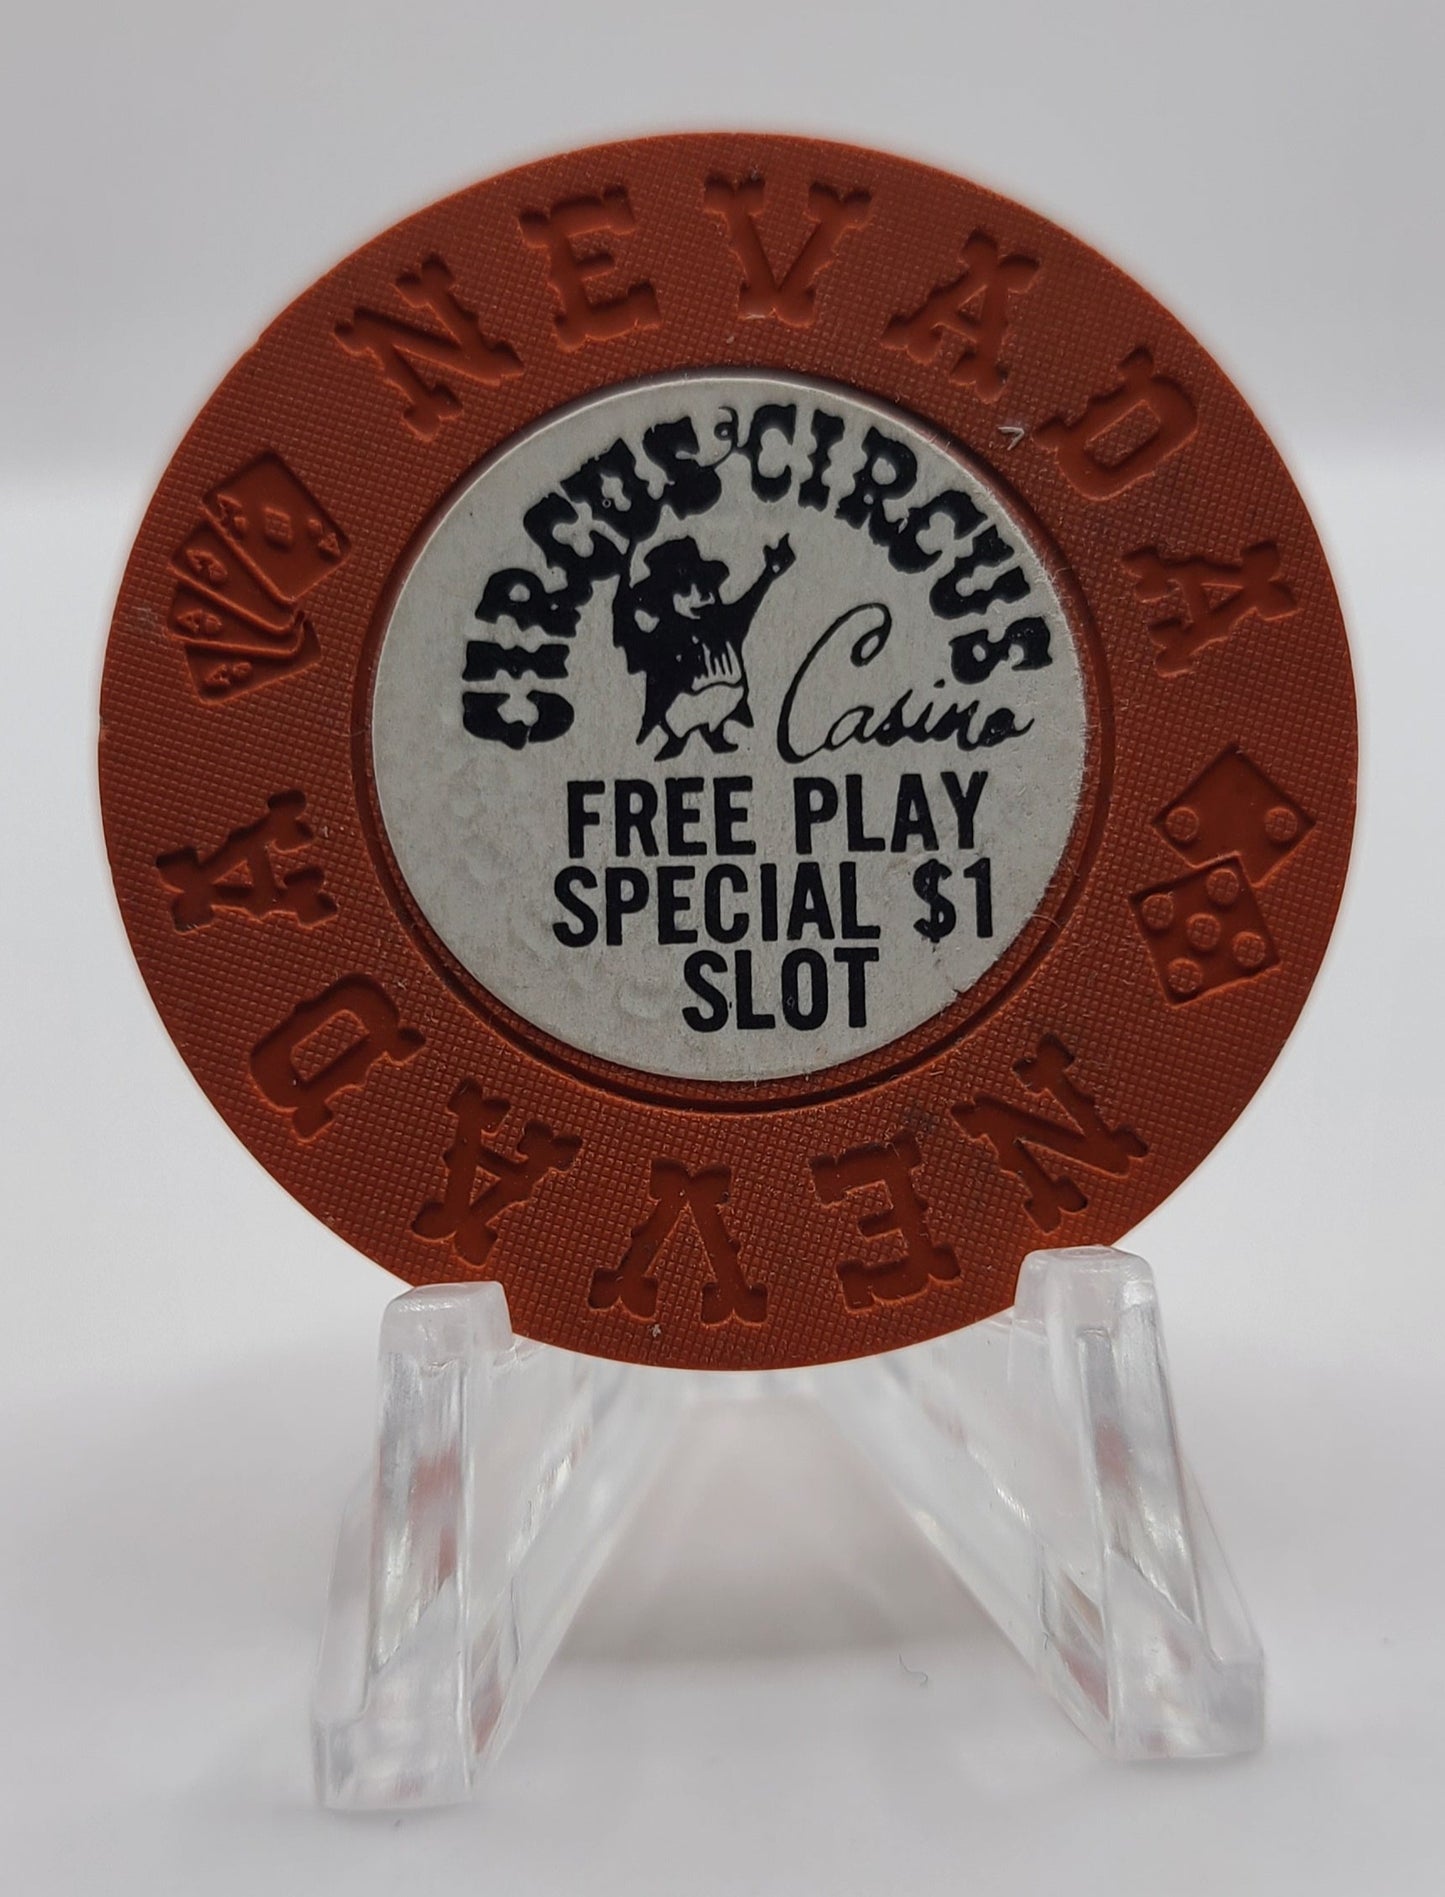 NEVADA
CIRCUS CIRCUS
Casino
FREE PLAY
SPECIAL $1
SLOT
NEVADA